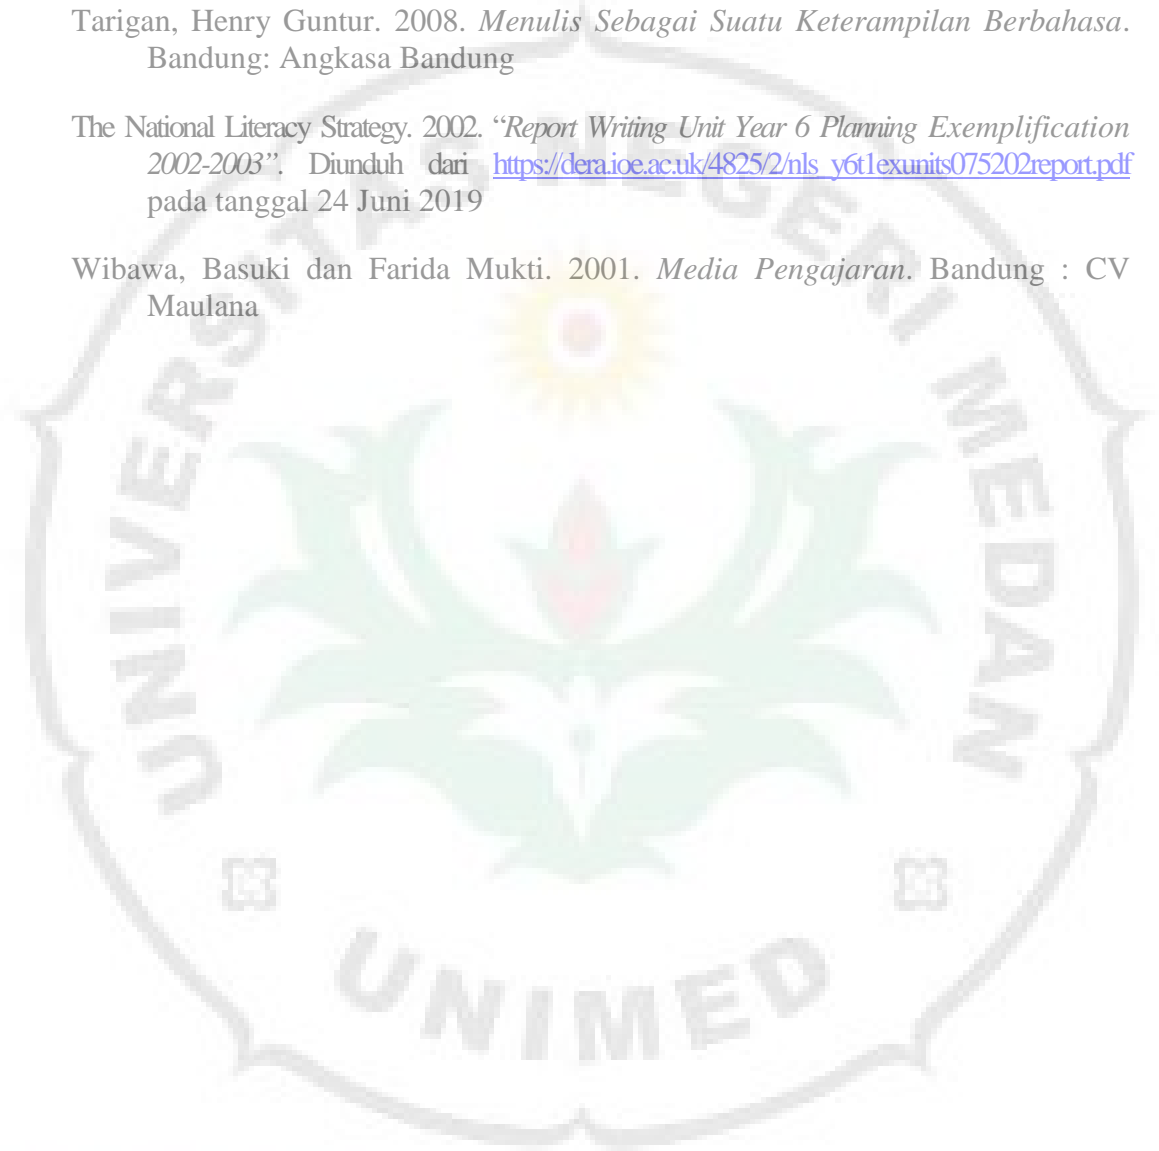 Tarigan, Henry Guntur. 2008. Menulis Sebagai Suatu Keterampilan Berbahasa.
Bandung: Angkasa Bandung
The National Literacy Strategy. 2002. “Report Writing Unit Year 6 Planning Exemplification
2002-2003”. Diunduh dari https://dera.ioe.ac.uk/4825/2/nls_y6t1exunits075202report.pdf
pada tanggal 24 Juni 2019
Wibawa, Basuki dan Farida Mukti. 2001. Media Pengajaran. Bandung : CV
Maulana
UNIVERSITAS NEGERI MEDAN
UNIMED